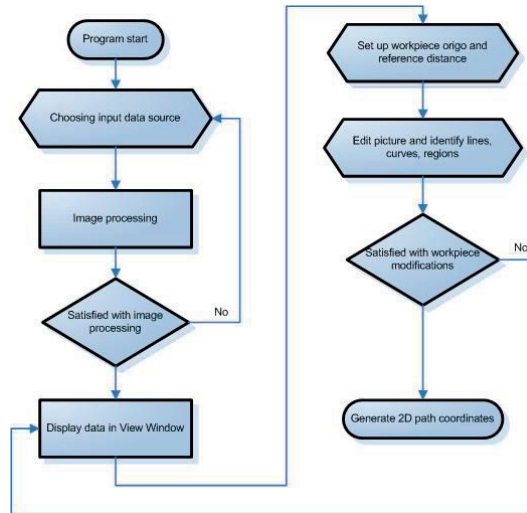 Program start
Choosing input data source
Image processing
Satisfied with image
processing
No
Display data in View Window
Set up workpiece origo and
reference distance
Edit picture and identify lines,
curves, regions
Satisfied with workpiece
modifications
No
Generate 2D path coordinates